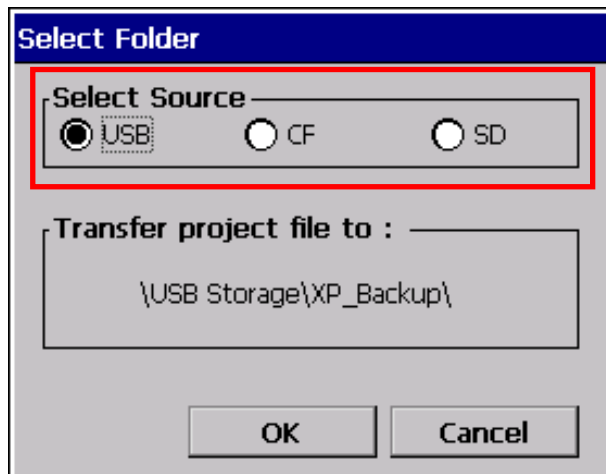 Select Folder
Select Source
USB CF SD
Transfer project file to :
\USB Storage\XP_Backup\
OK Cancel